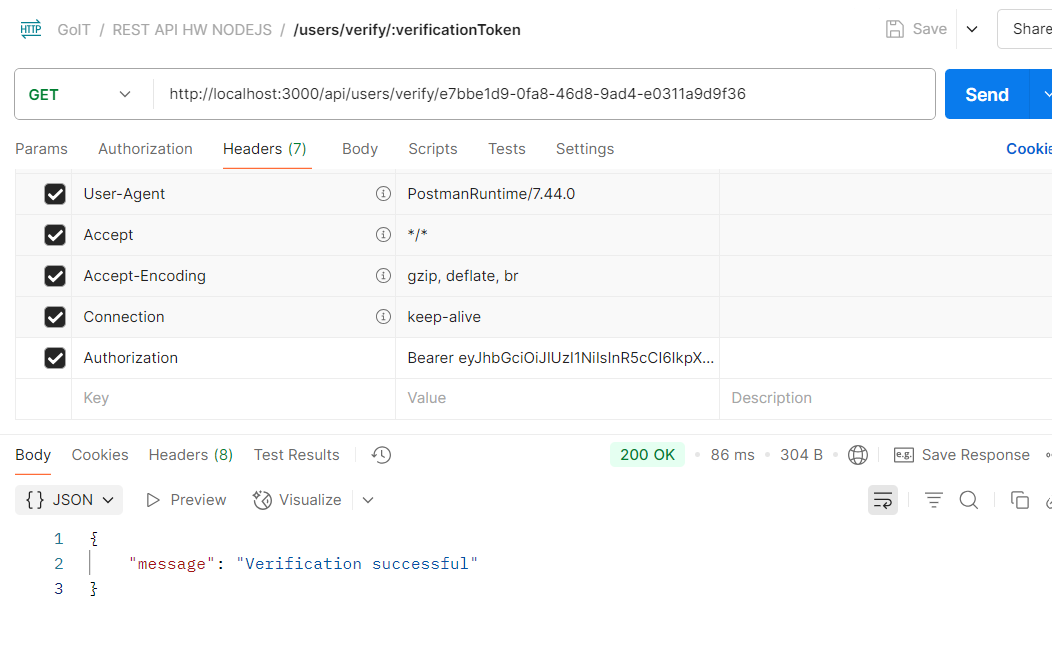 HTTP GoIT / REST API HW NODEJS / /users/verify/:verificationToken Save Share
GET http://localhost:3000/api/users/verify/e7bbe1d9-0fa8-46d8-9ad4-e0311a9d9f36 Send
Params Authorization Headers (7) Body Scripts Tests Settings Cookie
User-Agent PostmanRuntime/7.44.0
Accept */*
Accept-Encoding gzip, deflate, br
Connection keep-alive
Authorization Bearer eyJhbGciOiJIUzI1NiIsInR5cCI6IkpX...
Key Value Description
Body Cookies Headers (8) Test Results 200 OK 86 ms 304 B e.g. Save Response
{} JSON Preview Visualize
1 {
2 "message": "Verification successful"
3 }